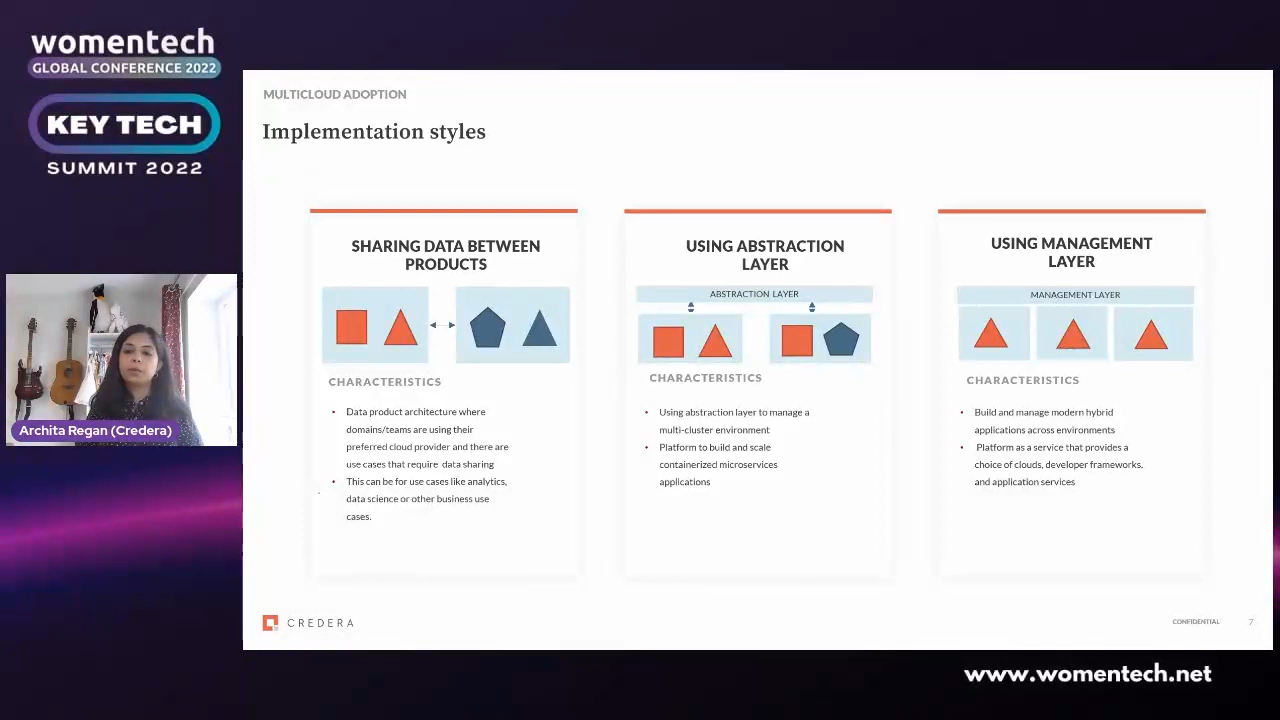 womentech
GLOBAL CONFERENCE 2022
KEY TECH
SUMMIT 2022
MULTICLOUD ADOPTION
Implementation styles
SHARING DATA BETWEEN
PRODUCTS
CHARACTERISTICS
• Data product architecture where
domains/teams are using their
preferred cloud provider and there are
use cases that require data sharing
• This can be for use cases like analytics,
data science or other business use
cases.
USING ABSTRACTION
LAYER
ABSTRACTION LAYER
CHARACTERISTICS
• Using abstraction layer to manage a
multi-cluster environment
• Platform to build and scale
containerized microservices
applications
USING MANAGEMENT
LAYER
MANAGEMENT LAYER
CHARACTERISTICS
• Build and manage modern hybrid
applications across environments
• Platform as a service that provides a
choice of clouds, developer frameworks,
and application services
Archita Regan (Credera)
CREDERA
CONFIDENTIAL
7
www.womentech.net